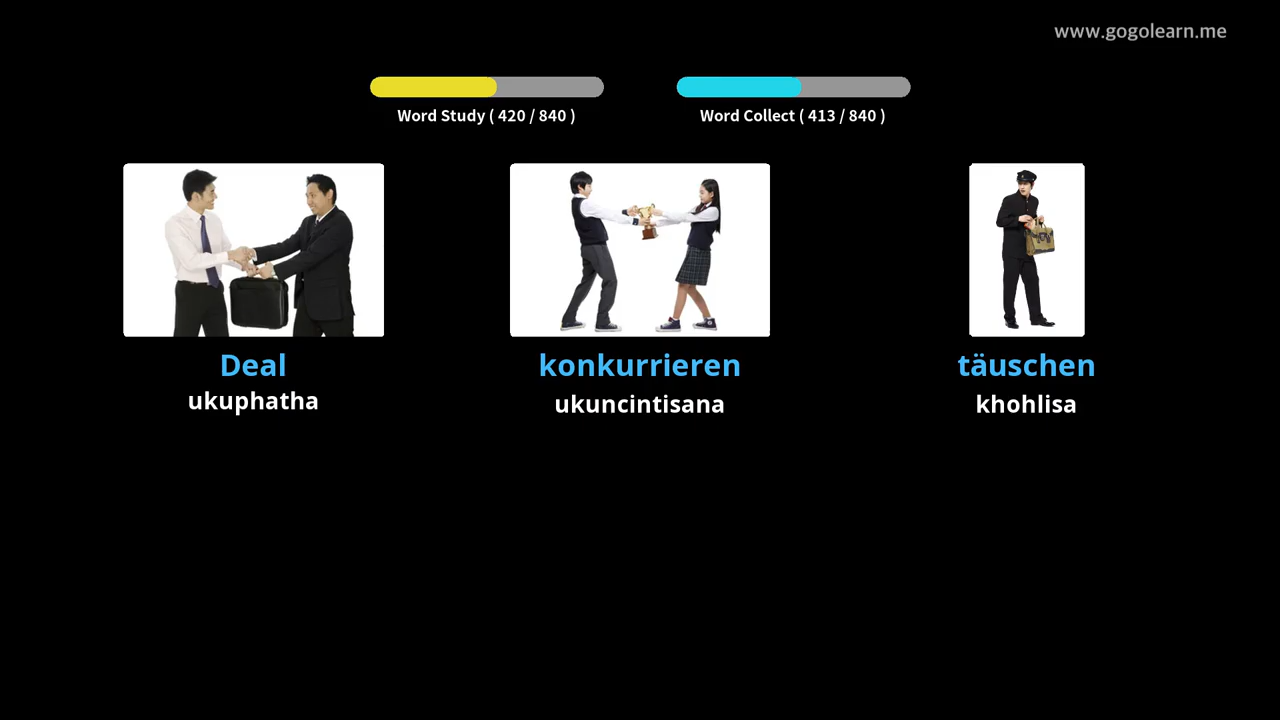 www.gogolearn.me
Word Study ( 420 / 840 )
Word Collect ( 413 / 840 )
Deal
ukuphatha
konkurrieren
ukuncintisana
täuschen
khohlisa